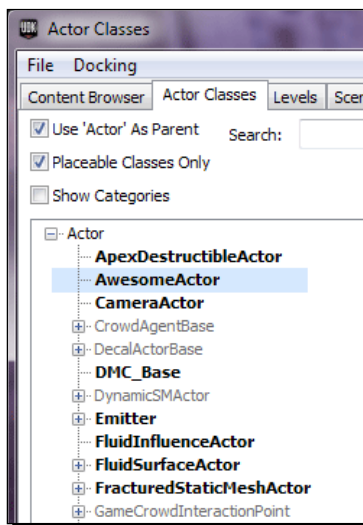 UDK Actor Classes
File Docking
Content Browser Actor Classes Levels Scen
Use 'Actor' As Parent Search:
Placeable Classes Only
Show Categories
Actor
ApexDestructibleActor
AwesomeActor
CameraActor
CrowdAgentBase
DecalActorBase
DMC_Base
DynamicSMActor
Emitter
FluidInfluenceActor
FluidSurfaceActor
FracturedStaticMeshActor
GameCrowdInteractionPoint